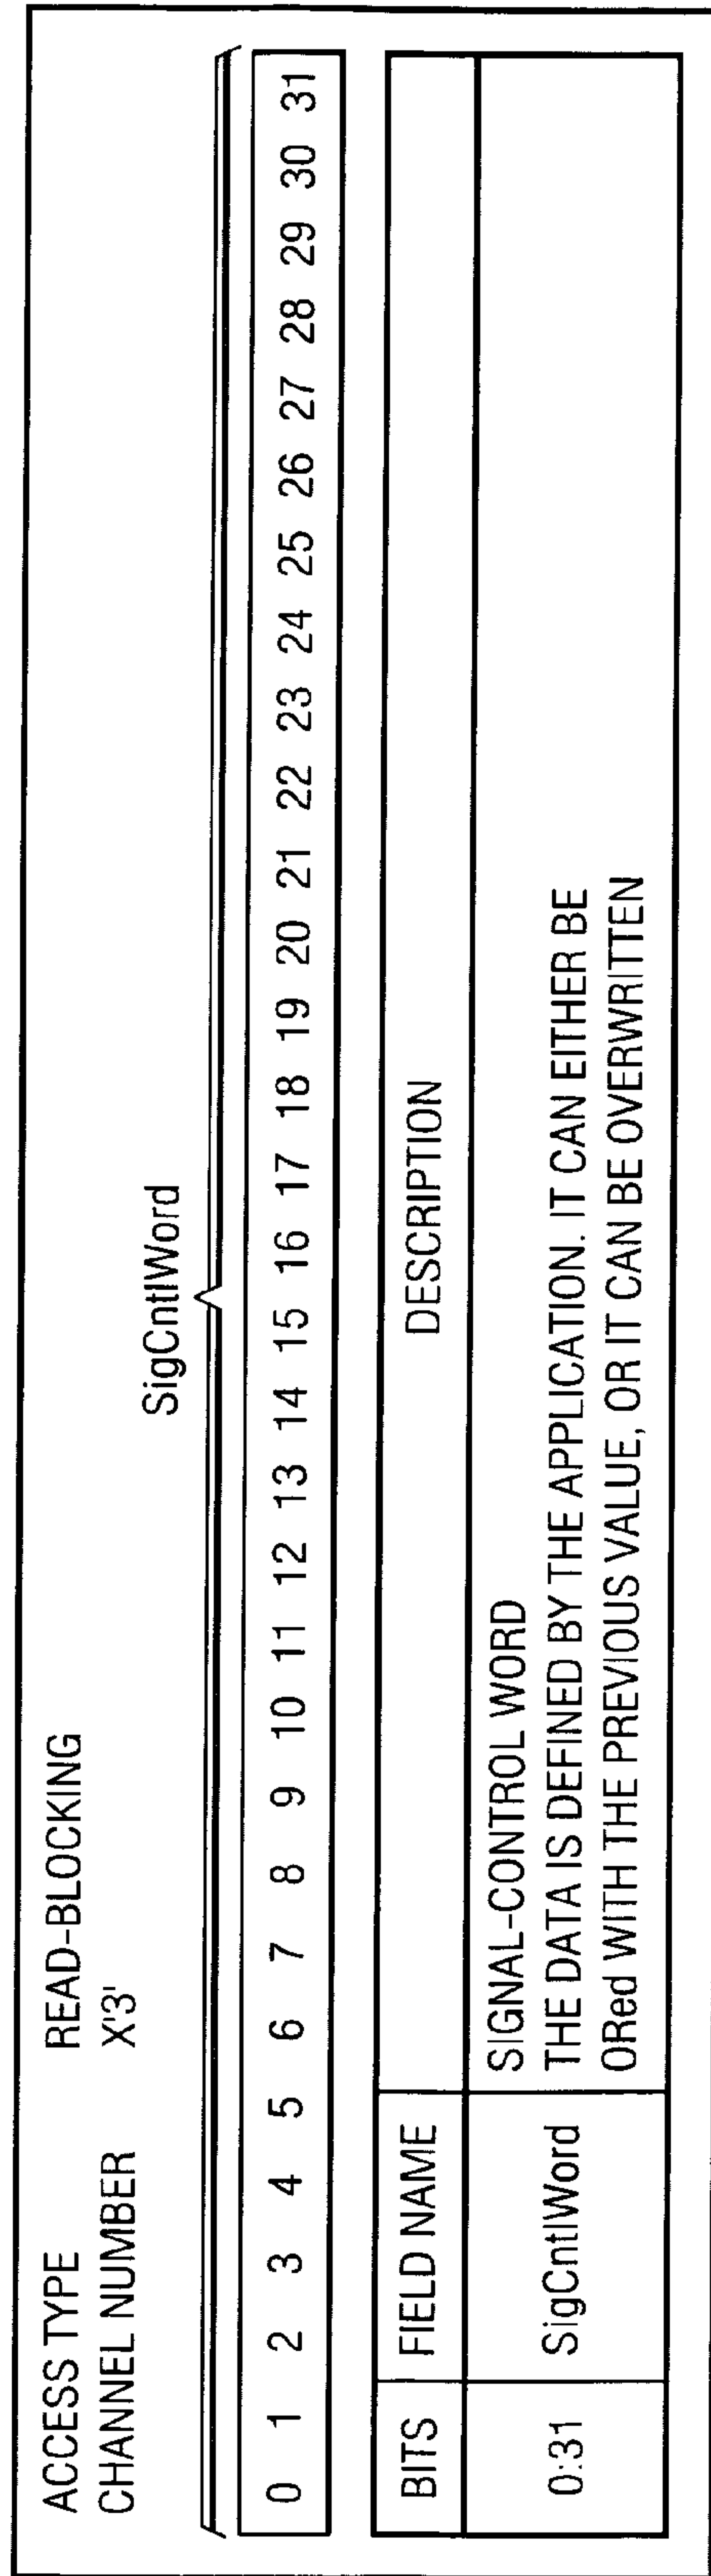 ACCESS TYPE READ-BLOCKING
CHANNEL NUMBER X'3'
SigCntlWord
0 1 2 3 4 5 6 7 8 9 10 11 12 13 14 15 16 17 18 19 20 21 22 23 24 25 26 27 28 29 30 31
BITS FIELD NAME DESCRIPTION
0:31 SigCntlWord SIGNAL-CONTROL WORD
THE DATA IS DEFINED BY THE APPLICATION. IT CAN EITHER BE
ORed WITH THE PREVIOUS VALUE, OR IT CAN BE OVERWRITTEN